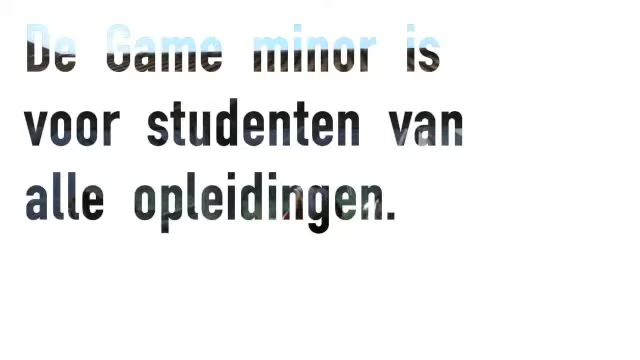 De Game minor is
voor studenten van
alle opleidingen.